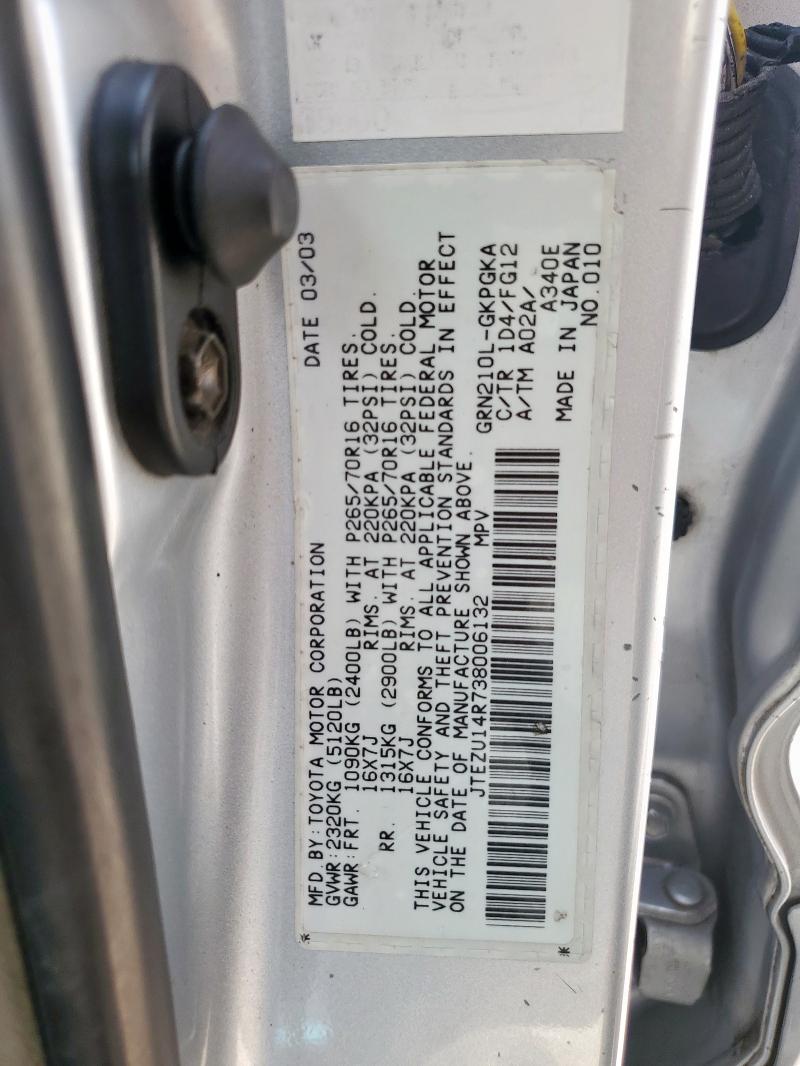 MFD. BY: TOYOTA MOTOR CORPORATION DATE 03/03
GVWR: 2320KG (5120LB)
GAWR: FRT. 1090KG (2400LB) WITH P265/70R16 TIRES.
16X7J RIMS. AT 220KPA (32PSI) COLD.
RR. 1315KG (2900LB) WITH P265/70R16 TIRES.
16X7J RIMS. AT 220KPA (32PSI) COLD.
THIS VEHICLE CONFORMS TO ALL APPLICABLE FEDERAL MOTOR
VEHICLE SAFETY AND THEFT PREVENTION STANDARDS IN EFFECT
ON THE DATE OF MANUFACTURE SHOWN ABOVE.
JTEZU14R738006132 MPV
GRN210L-GKPGKA
C/TR 1D4/FG12
A/TM A02A/
A340E
MADE IN JAPAN
NO.010